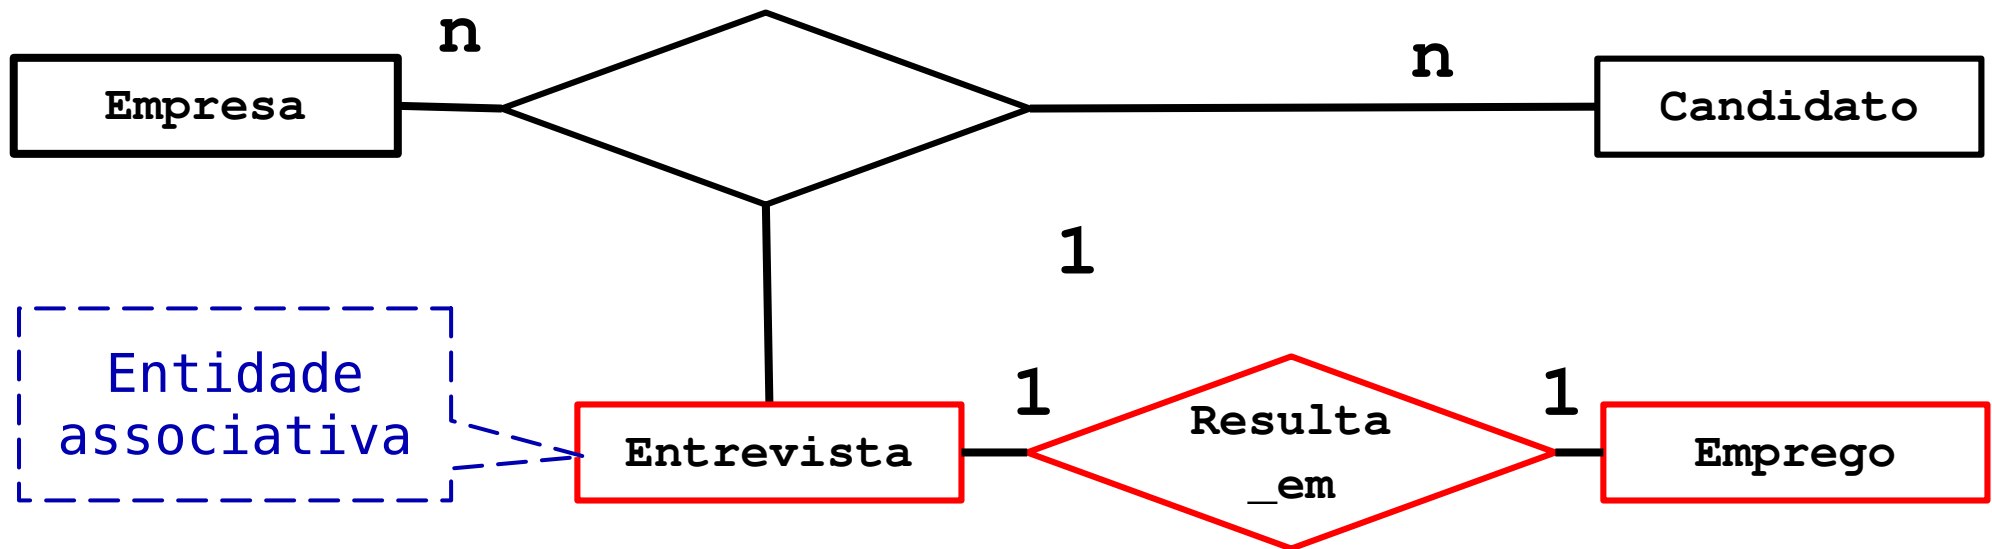 n
n
Empresa
Candidato
1
Entidade
associativa
1
1
Resulta
_em
Entrevista
Emprego